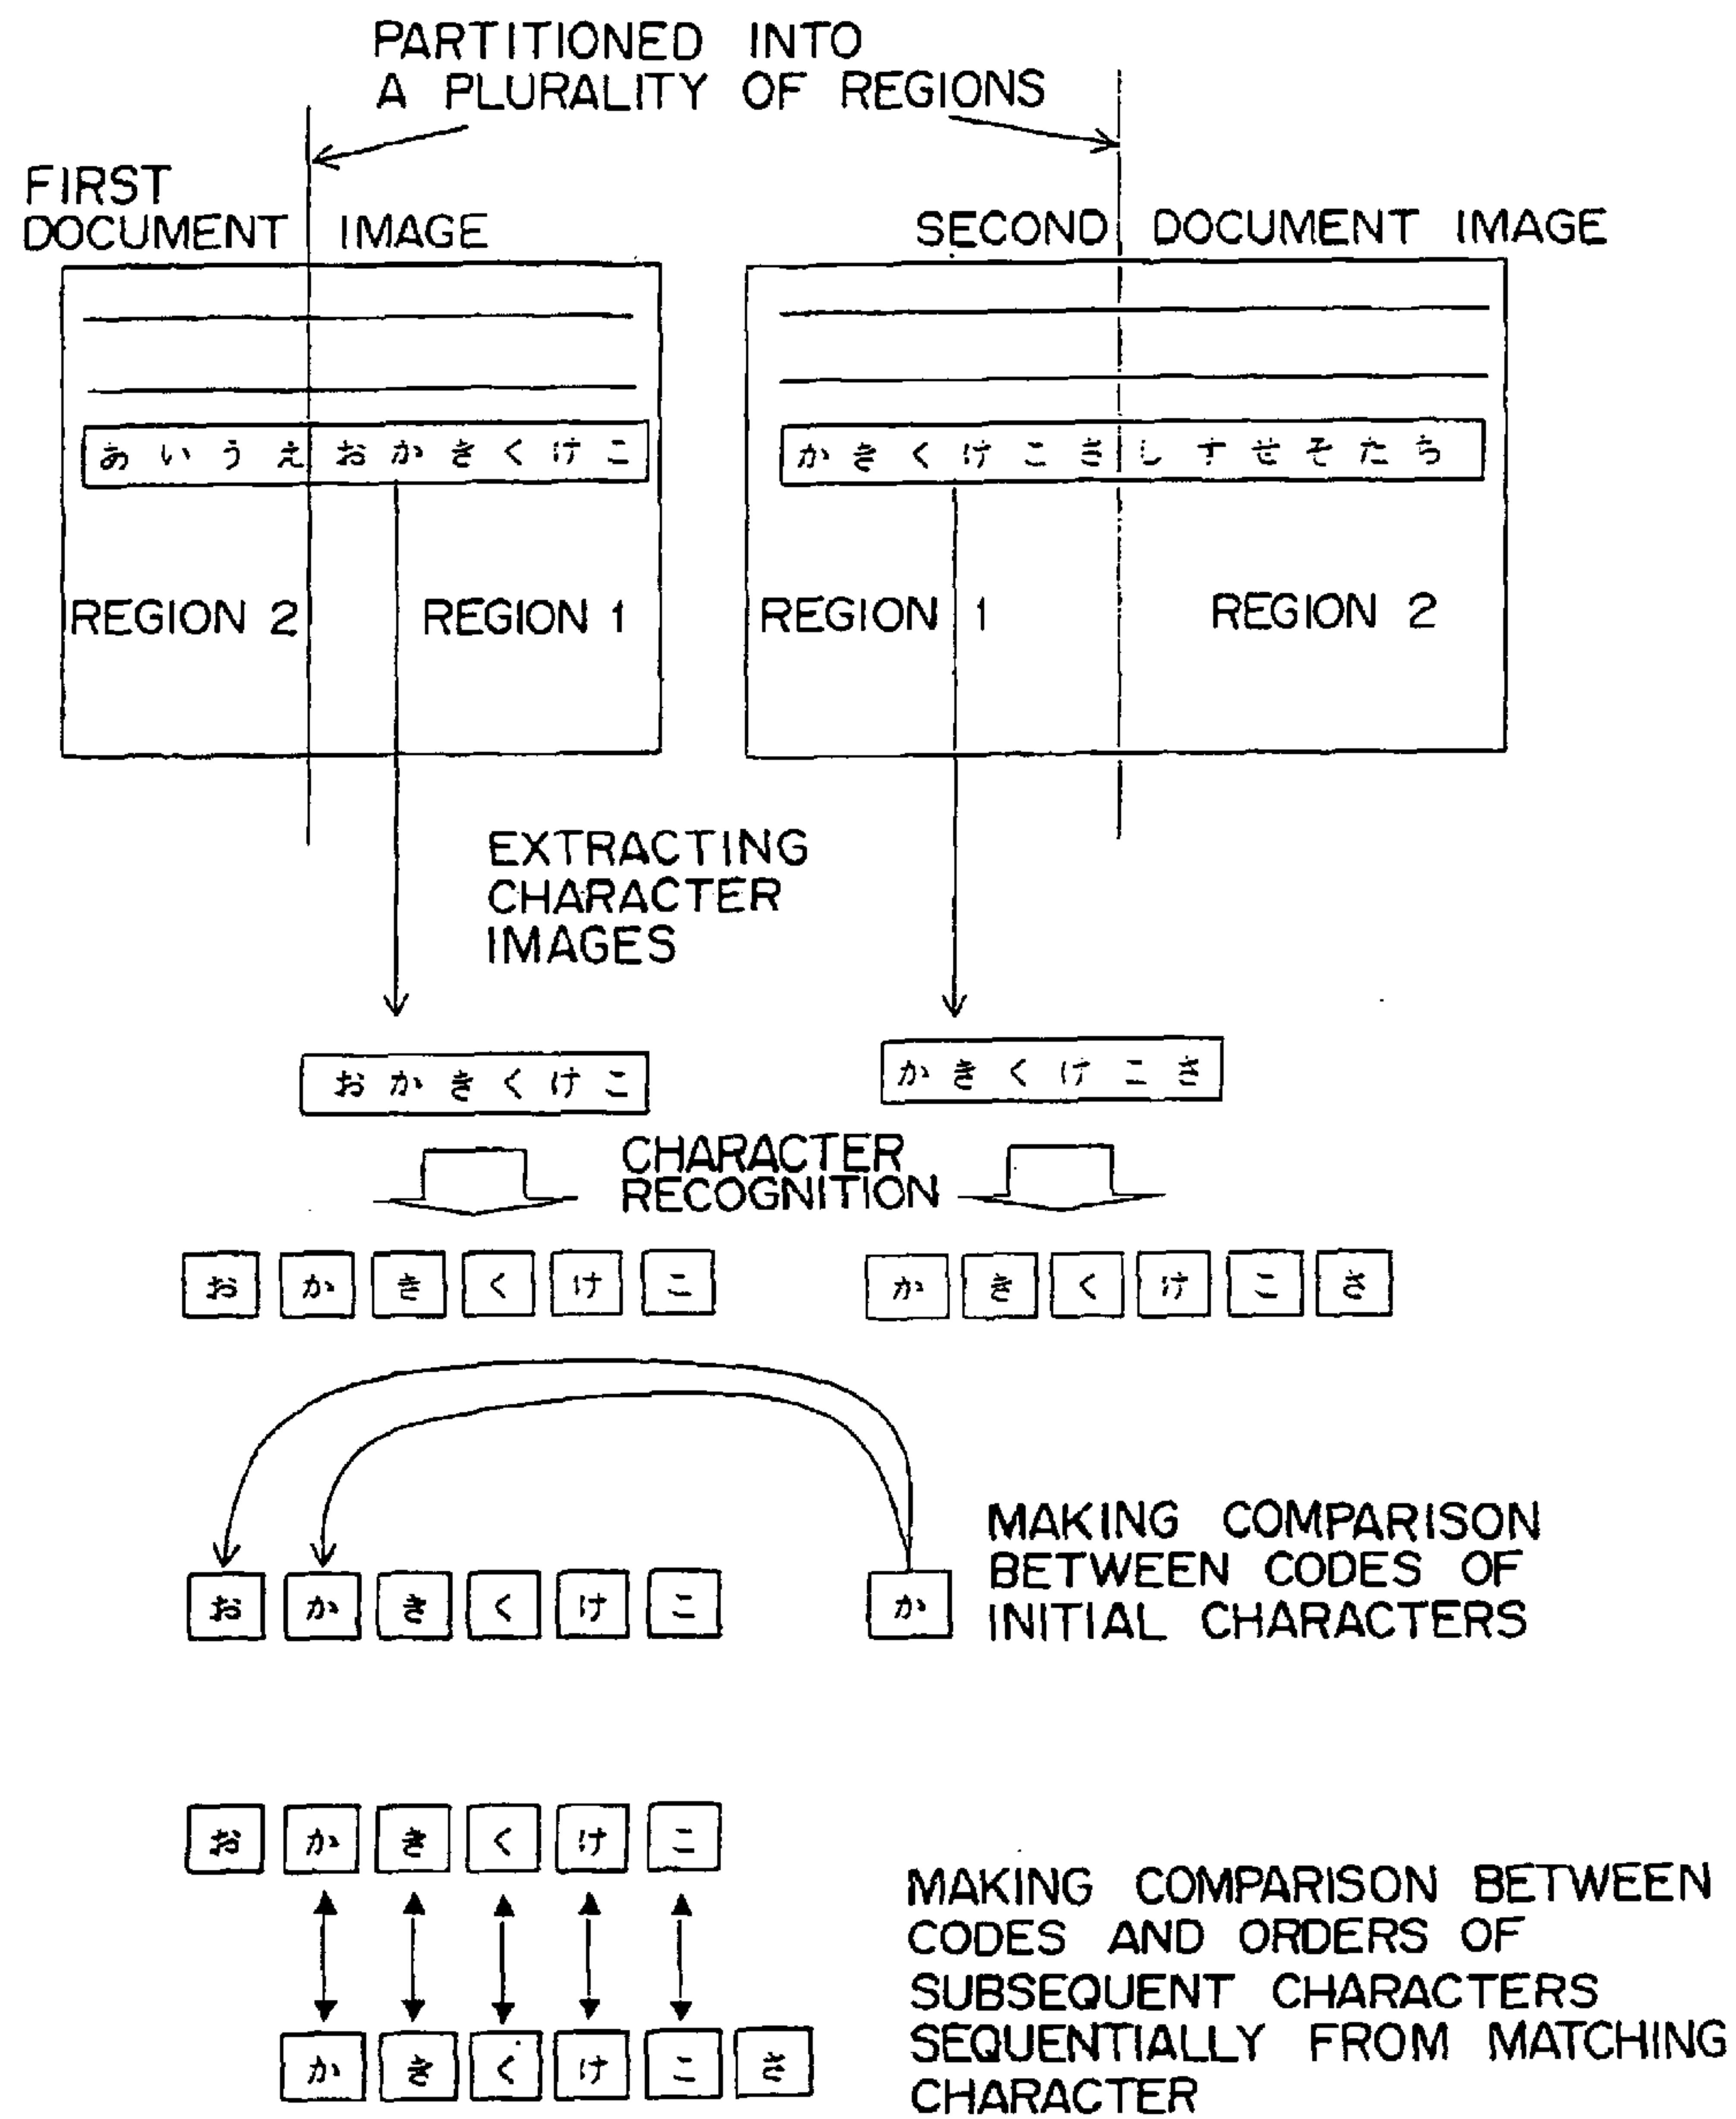 PARTITIONED INTO
A PLURALITY OF REGIONS
FIRST
DOCUMENT IMAGE
SECOND DOCUMENT IMAGE
あいうえおかきくけこ
かきくけこさしすせそたち
REGION 2
REGION 1
REGION 1
REGION 2
EXTRACTING
CHARACTER
IMAGES
おかきくけこ
かきくけこさ
CHARACTER
RECOGNITION
お か き く け こ
か き く け こ さ
お か き く け こ
か
MAKING COMPARISON
BETWEEN CODES OF
INITIAL CHARACTERS
お か き く け こ
か き く け こ さ
MAKING COMPARISON BETWEEN
CODES AND ORDERS OF
SUBSEQUENT CHARACTERS
SEQUENTIALLY FROM MATCHING
CHARACTER